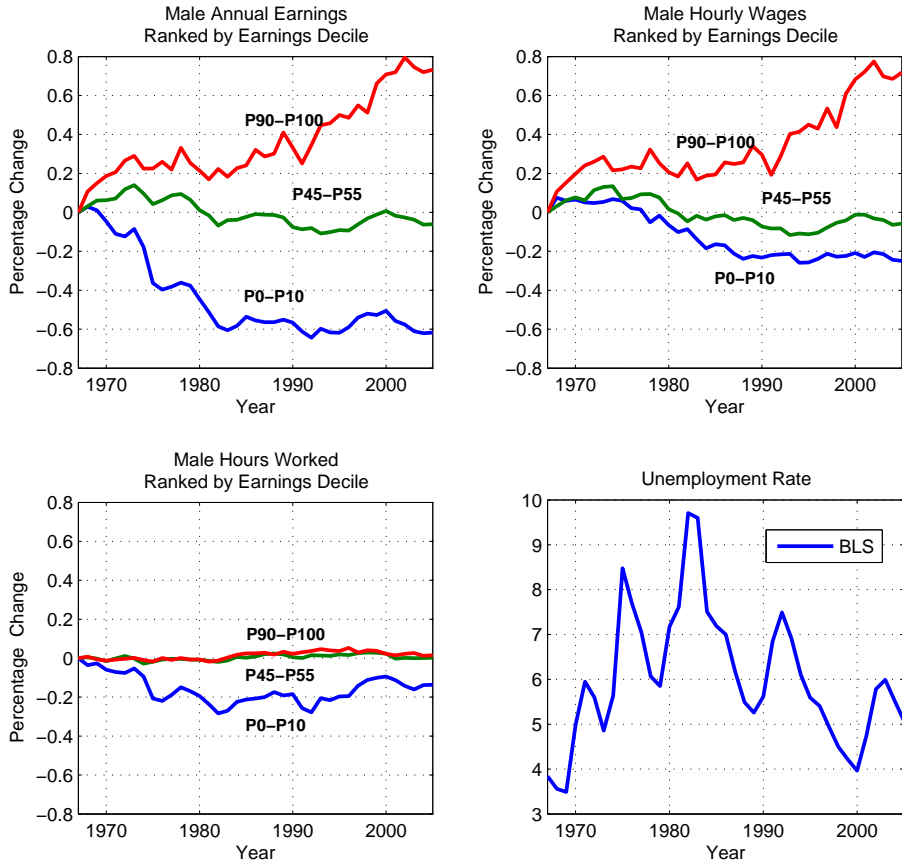 Male Annual Earnings
Ranked by Earnings Decile
0.8
0.6
0.4
0.2
0
−0.2
−0.4
−0.6
−0.8
Percentage Change
P90−P100
P45−P55
P0−P10
1970
1980
1990
2000
Year
Male Hourly Wages
Ranked by Earnings Decile
0.8
0.6
0.4
0.2
0
−0.2
−0.4
−0.6
−0.8
Percentage Change
P90−P100
P45−P55
P0−P10
1970
1980
1990
2000
Year
Male Hours Worked
Ranked by Earnings Decile
0.8
0.6
0.4
0.2
0
−0.2
−0.4
−0.6
−0.8
Percentage Change
P90−P100
P45−P55
P0−P10
1970
1980
1990
2000
Year
Unemployment Rate
10
9
8
7
6
5
4
3
BLS
1970
1980
1990
2000
Year